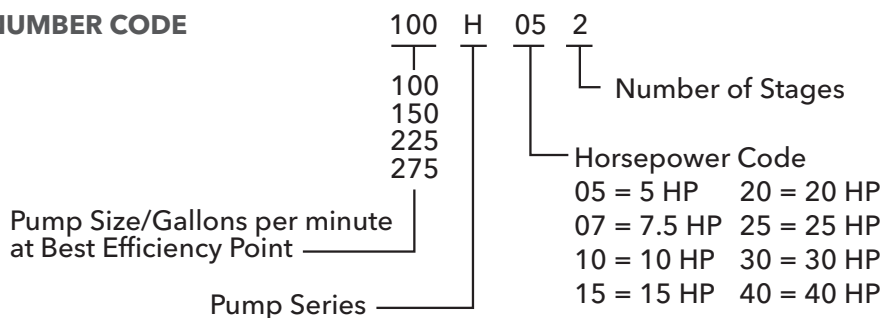 NUMBER CODE
100 H 05 2
100
150
225
275
Number of Stages
Horsepower Code
05 = 5 HP 20 = 20 HP
07 = 7.5 HP 25 = 25 HP
10 = 10 HP 30 = 30 HP
15 = 15 HP 40 = 40 HP
Pump Size/Gallons per minute
at Best Efficiency Point
Pump Series